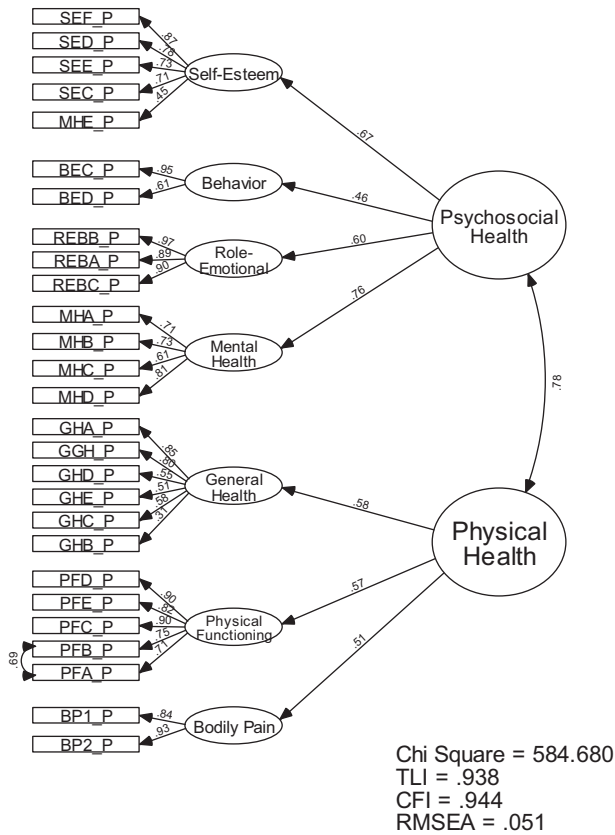 SEF_P
SED_P
SEE_P
SEC_P
MHE_P
.87
.78
.73
.71
.45
Self-Esteem
.67
BEC_P
BED_P
.95
.61
Behavior
.46
Psychosocial
Health
REBB_P
REBA_P
REBC_P
.97
.89
.90
Role-
Emotional
.60
MHA_P
MHB_P
MHC_P
MHD_P
.71
.73
.61
.81
Mental
Health
.76
.78
GHA_P
GGH_P
GHD_P
GHE_P
GHC_P
GHB_P
.85
.80
.55
.51
.58
.31
General
Health
.58
Physical
Health
PFD_P
PFE_P
PFC_P
PFB_P
PFA_P
.69
.90
.82
.90
.75
.71
Physical
Functioning
.57
BP1_P
BP2_P
.84
.93
Bodily Pain
.51
Chi Square = 584.680
TLI = .938
CFI = .944
RMSEA = .051